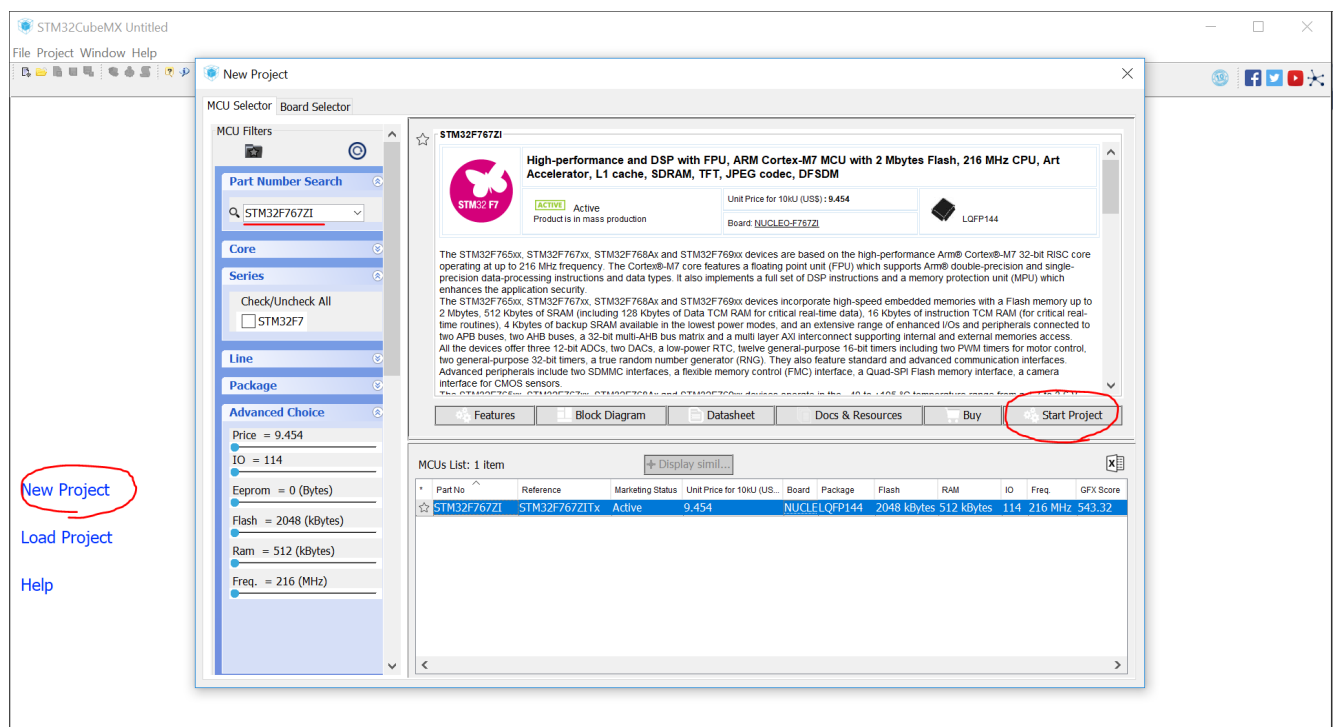 STM32CubeMX Untitled
File Project Window Help
New Project
MCU Selector Board Selector
MCU Filters
Part Number Search
STM32F767ZI
Core
Series
Check/Uncheck All
STM32F7
Line
Package
Advanced Choice
Price = 9.454
IO = 114
Eeprom = 0 (Bytes)
Flash = 2048 (kBytes)
Ram = 512 (kBytes)
Freq. = 216 (MHz)
STM32F767ZI
High-performance and DSP with FPU, ARM Cortex-M7 MCU with 2 Mbytes Flash, 216 MHz CPU, Art
Accelerator, L1 cache, SDRAM, TFT, JPEG codec, DFSDM
STM32 F7
ACTIVE Active
Product is in mass production
Unit Price for 10kU (US$) : 9.454
Board: NUCLEO-F767ZI
LQFP144
The STM32F765xx, STM32F767xx, STM32F768Ax and STM32F769xx devices are based on the high-performance Arm® Cortex®-M7 32-bit RISC core
operating at up to 216 MHz frequency. The Cortex®-M7 core features a floating point unit (FPU) which supports Arm® double-precision and single-
precision data-processing instructions and data types. It also implements a full set of DSP instructions and a memory protection unit (MPU) which
enhances the application security.
The STM32F765xx, STM32F767xx, STM32F768Ax and STM32F769xx devices incorporate high-speed embedded memories with a Flash memory up to
2 Mbytes, 512 Kbytes of SRAM (including 128 Kbytes of Data TCM RAM for critical real-time data), 16 Kbytes of instruction TCM RAM (for critical real-
time routines), 4 Kbytes of backup SRAM available in the lowest power modes, and an extensive range of enhanced I/Os and peripherals connected to
two APB buses, two AHB buses, a 32-bit multi-AHB bus matrix and a multi layer AXI interconnect supporting internal and external memories access.
All the devices offer three 12-bit ADCs, two DACs, a low-power RTC, twelve general-purpose 16-bit timers including two PWM timers for motor control,
two general-purpose 32-bit timers, a true random number generator (RNG). They also feature standard and advanced communication interfaces.
Advanced peripherals include two SDMMC interfaces, a flexible memory control (FMC) interface, a Quad-SPI Flash memory interface, a camera
interface for CMOS sensors.
Features Block Diagram Datasheet Docs & Resources Buy Start Project
MCUs List: 1 item
+ Display simil...
* Part No Reference Marketing Status Unit Price for 10kU (US... Board Package Flash RAM IO Freq. GFX Score
STM32F767ZI STM32F767ZITx Active 9.454 NUCLE LQFP144 2048 kBytes 512 kBytes 114 216 MHz 543.32
New Project
Load Project
Help